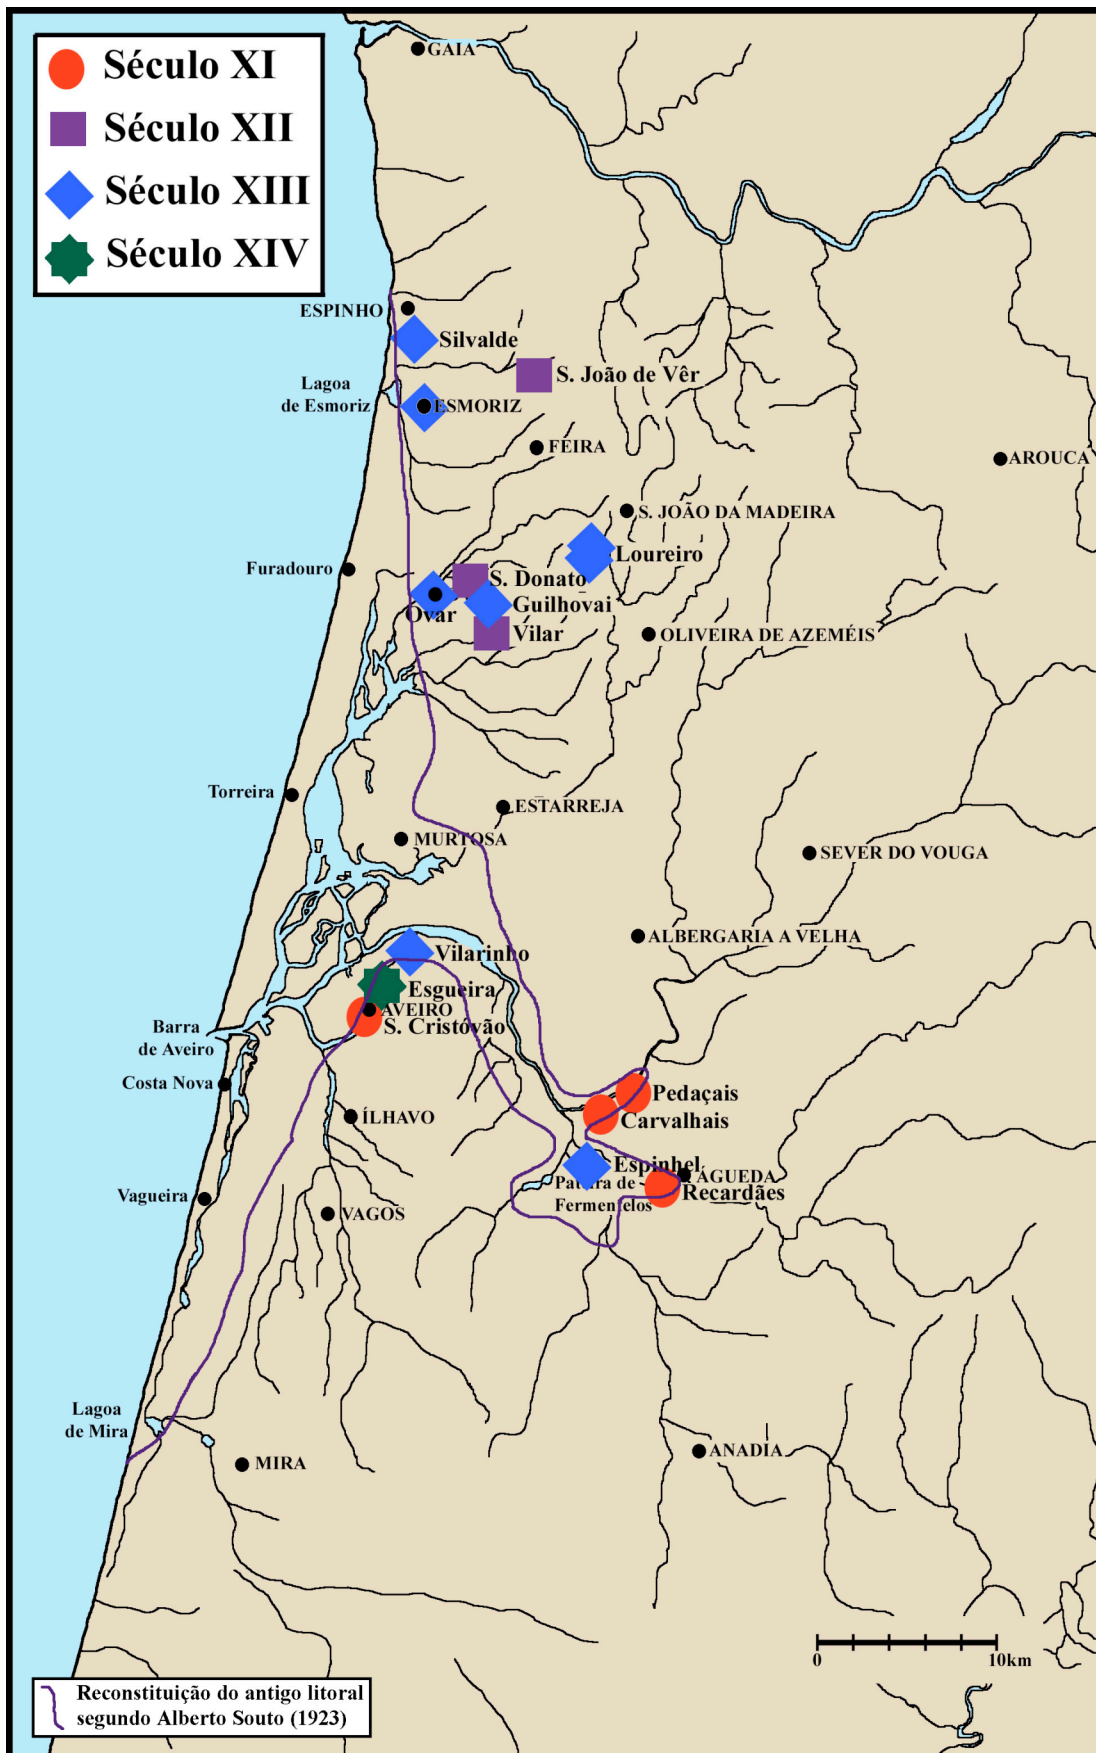 GAIA
Século XI
Século XII
Século XIII
Século XIV
ESPINHO
Silvalde
S. João de Vêr
Lagoa
de Esmoriz
ESMORIZ
FEIRA
AROUCA
S. JOÃO DA MADEIRA
Loureiro
Furadouro
S. Donato
Guilhovai
Ovar
Vilar
OLIVEIRA DE AZEMÉIS
Torreira
ESTARREJA
MURTOSA
SEVER DO VOUGA
ALBERGARIA A VELHA
Vilarinho
Esgueira
AVEIRO
S. Cristóvão
Barra
de Aveiro
Costa Nova
Pedaçais
Carvalhais
ÍLHAVO
Espinhel
ÁGUEDA
Pateira de
Fermentelos
Recardães
Vagueira
VAGOS
Lagoa
de Mira
MIRA
ANADIA
0
10km
Reconstituição do antigo litoral
segundo Alberto Souto (1923)